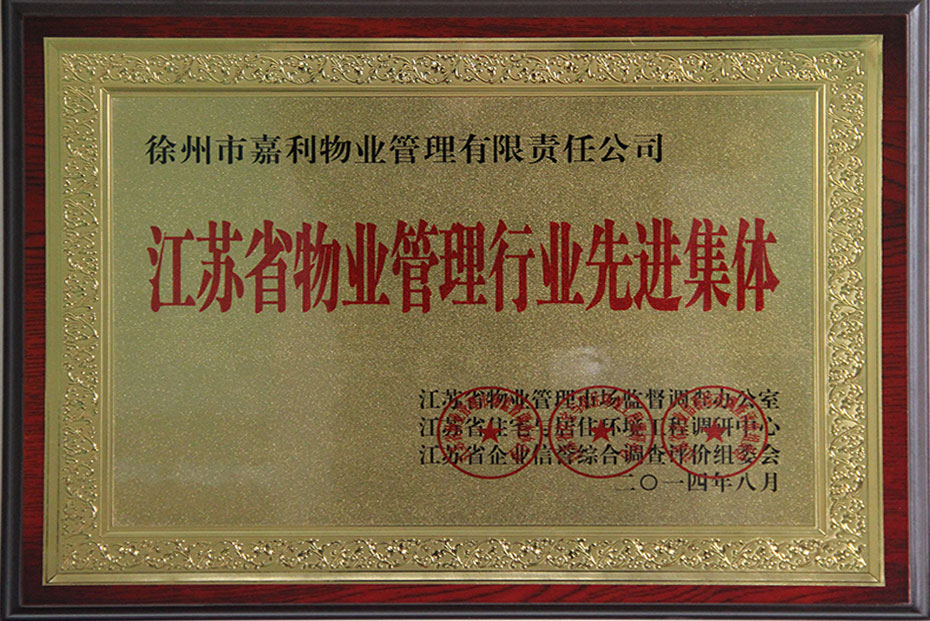 徐州市嘉利物业管理有限责任公司
江苏省物业管理行业先进集体
江苏省物业管理市场监督调查办公室
江苏省住宅与居住环境工程调研中心
江苏省企业信誉综合调查评价组委会
二〇一四年八月